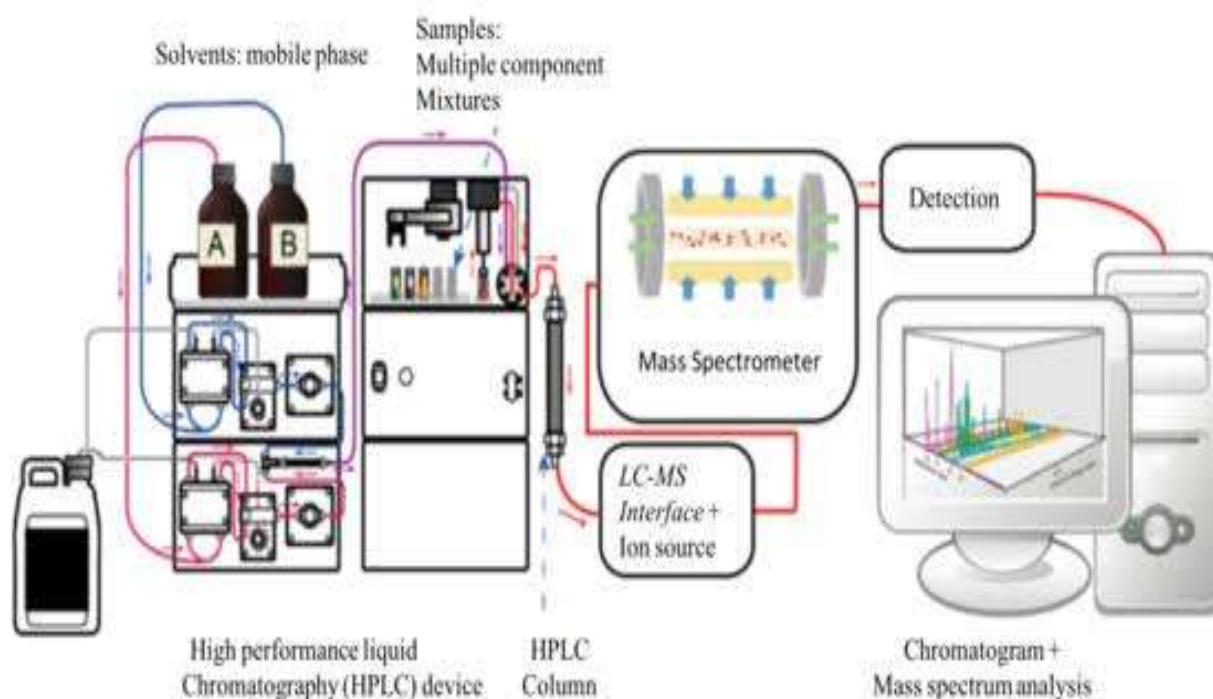 Solvents: mobile phase
Samples:
Multiple component
Mixtures
A
B
Detection
Mass Spectrometer
LC-MS
Interface +
Ion source
High performance liquid
Chromatography (HPLC) device
HPLC
Column
Chromatogram +
Mass spectrum analysis